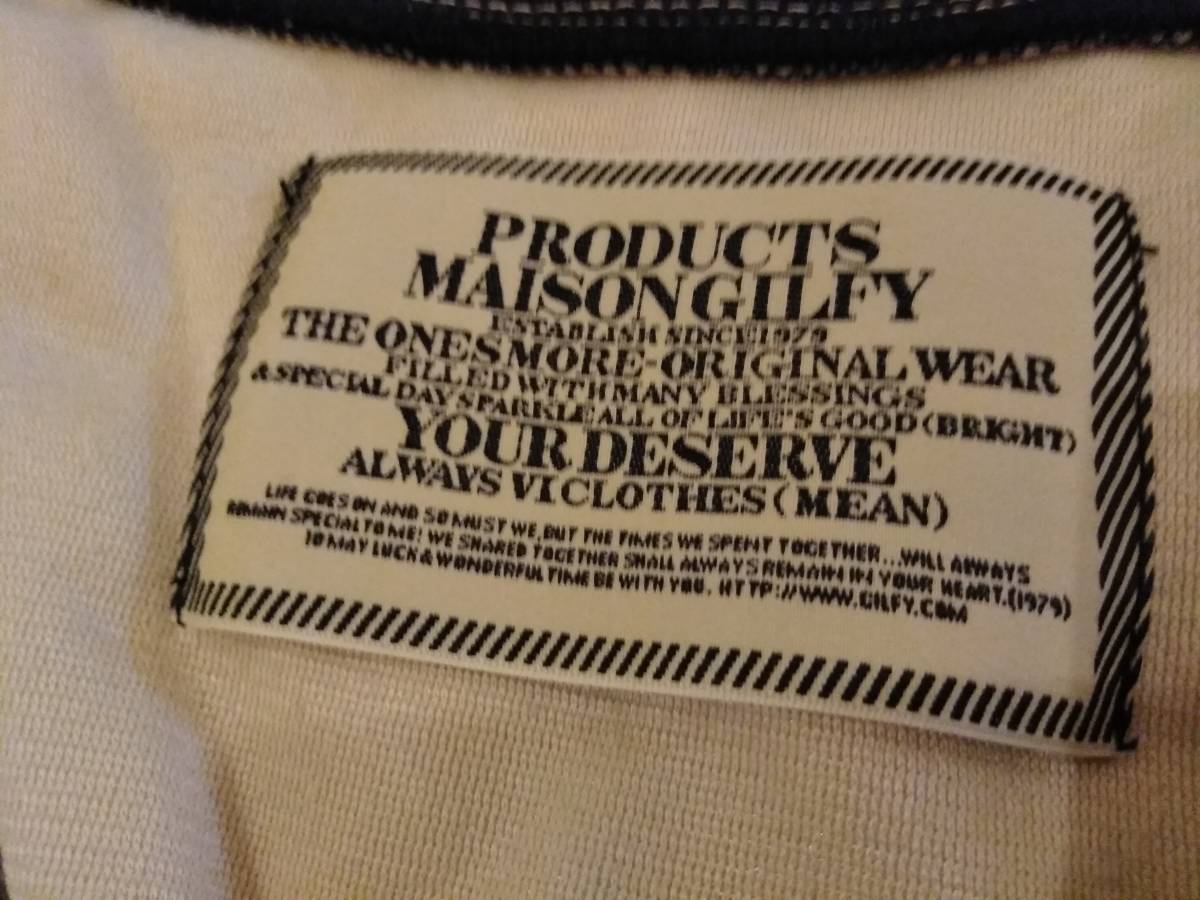 PRODUCTS
MAISONGILFY
ESTABLISH SINCE1979
THE ONESMORE-ORIGINAL WEAR
FILLED WITH MANY BLESSINGS
&SPECIAL DAY SPARKLE ALL OF LIFE'S GOOD (BRIGHT)
YOUR DESERVE
ALWAYS VI CLOTHES (MEAN)
LIFE GOES ON AND SO MUST WE, BUT THE TIMES WE SPENT TOGETHER...WILL ALWAYS
REMAIN SPECIAL TO ME! WE SHARED TOGETHER SHALL ALWAYS REMAIN IN YOUR HEART.(1979)
TO MAY LUCK & WONDERFUL TIME BE WITH YOU. HTTP://WWW.GILFY.COM